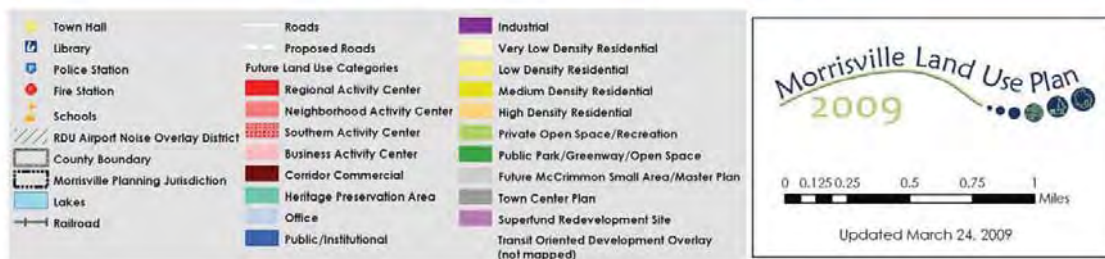 Town Hall
Library
Police Station
Fire Station
Schools
RDU Airport Noise Overlay District
County Boundary
Morrisville Planning Jurisdiction
Lakes
Railroad
Roads
Proposed Roads
Future Land Use Categories
Regional Activity Center
Neighborhood Activity Center
Southern Activity Center
Business Activity Center
Corridor Commercial
Heritage Preservation Area
Office
Public/Institutional
Industrial
Very Low Density Residential
Low Density Residential
Medium Density Residential
High Density Residential
Private Open Space/Recreation
Public Park/Greenway/Open Space
Future McCrimmon Small Area/Master Plan
Town Center Plan
Superfund Redevelopment Site
Transit Oriented Development Overlay
(not mapped)
Morrisville Land Use Plan
2009
0 0.125 0.25 0.5 0.75 1
Miles
Updated March 24, 2009